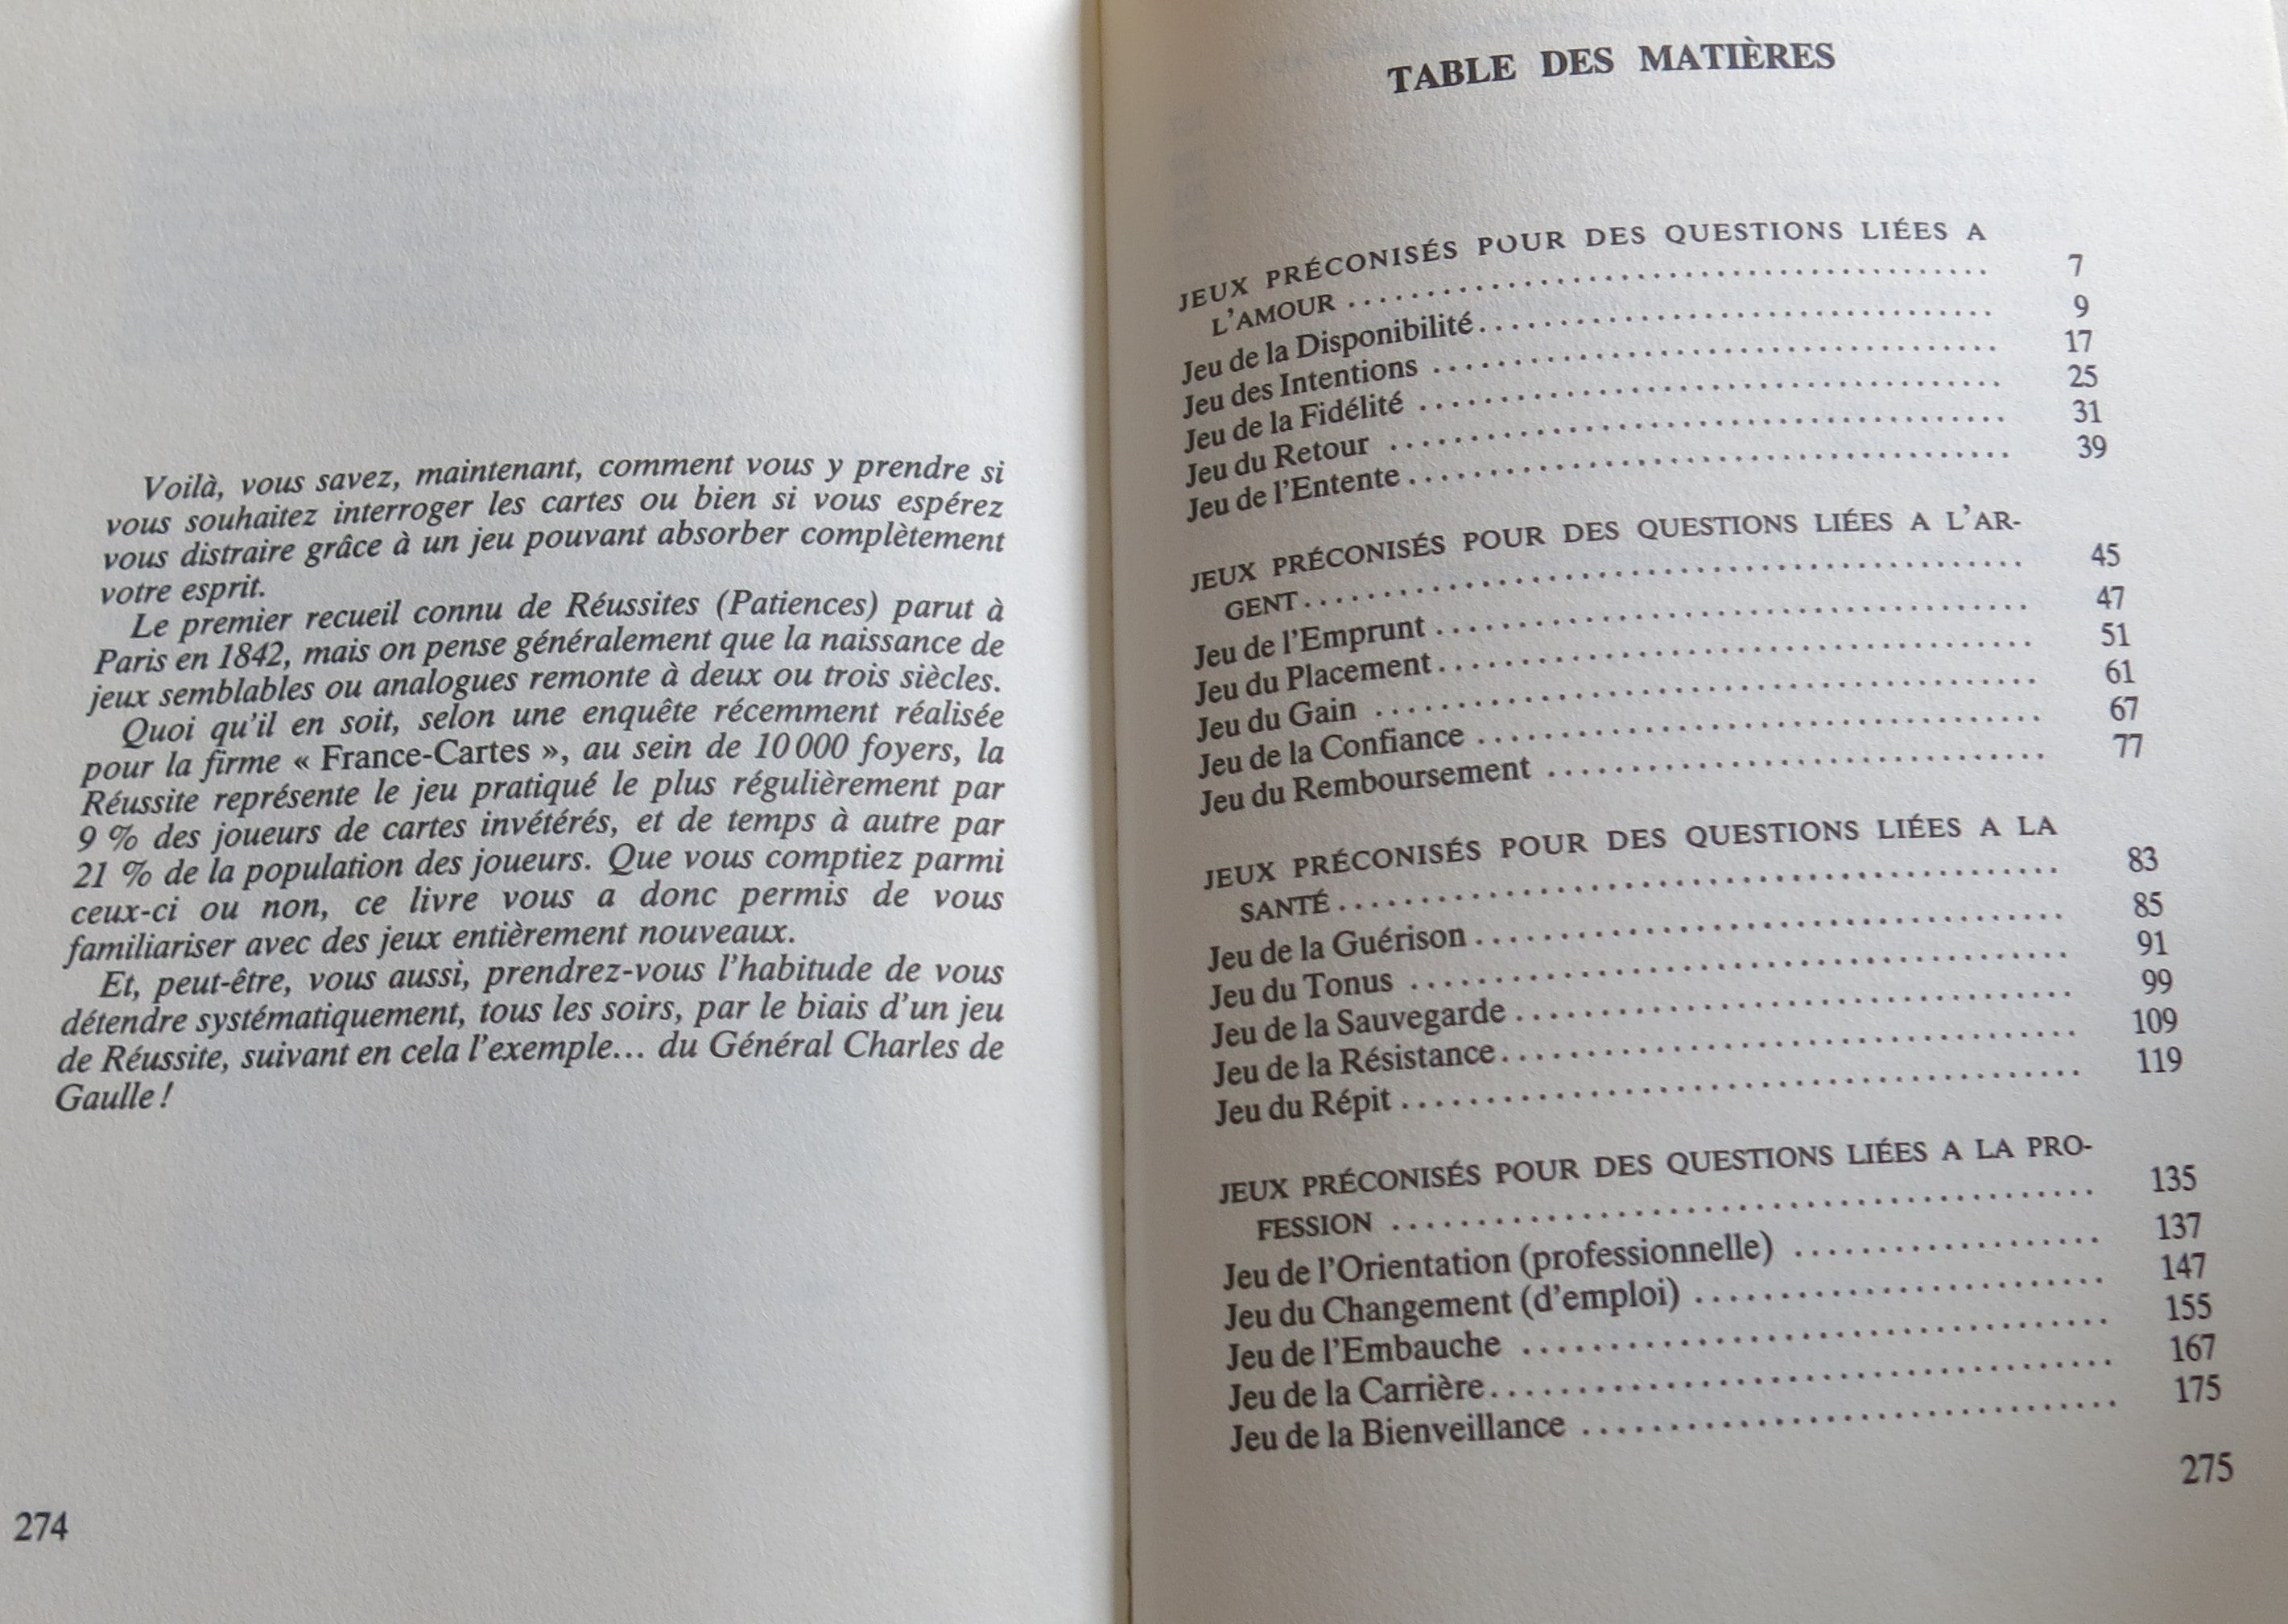 Voilà, vous savez, maintenant, comment vous y prendre si
vous souhaitez interroger les cartes ou bien si vous espérez
vous distraire grâce à un jeu pouvant absorber complètement
votre esprit.
Le premier recueil connu de Réussites (Patiences) parut à
Paris en 1842, mais on pense généralement que la naissance de
jeux semblables ou analogues remonte à deux ou trois siècles.
Quoi qu'il en soit, selon une enquête récemment réalisée
pour la firme « France-Cartes », au sein de 10 000 foyers, la
Réussite représente le jeu pratiqué le plus régulièrement par
9 % des joueurs de cartes invétérés, et de temps à autre par
21 % de la population des joueurs. Que vous comptiez parmi
ceux-ci ou non, ce livre vous a donc permis de vous
familiariser avec des jeux entièrement nouveaux.
Et, peut-être, vous aussi, prendrez-vous l'habitude de vous
détendre systématiquement, tous les soirs, par le biais d'un jeu
de Réussite, suivant en cela l'exemple... du Général Charles de
Gaulle !
274
TABLE DES MATIÈRES
JEUX PRÉCONISÉS POUR DES QUESTIONS LIÉES A
L'AMOUR ........ 7
Jeu de la Disponibilité ........ 9
Jeu des Intentions ........ 17
Jeu de la Fidélité ........ 25
Jeu du Retour ........ 31
Jeu de l'Entente ........ 39
JEUX PRÉCONISÉS POUR DES QUESTIONS LIÉES A L'AR-
GENT ........ 45
Jeu de l'Emprunt ........ 47
Jeu du Placement ........ 51
Jeu du Gain ........ 61
Jeu de la Confiance ........ 67
Jeu du Remboursement ........ 77
JEUX PRÉCONISÉS POUR DES QUESTIONS LIÉES A LA
SANTÉ ........ 83
Jeu de la Guérison ........ 85
Jeu du Tonus ........ 91
Jeu de la Sauvegarde ........ 99
Jeu de la Résistance ........ 109
Jeu du Répit ........ 119
JEUX PRÉCONISÉS POUR DES QUESTIONS LIÉES A LA PRO-
FESSION ........ 135
Jeu de l'Orientation (professionnelle) ........ 137
Jeu du Changement (d'emploi) ........ 147
Jeu de l'Embauche ........ 155
Jeu de la Carrière ........ 167
Jeu de la Bienveillance ........ 175
275